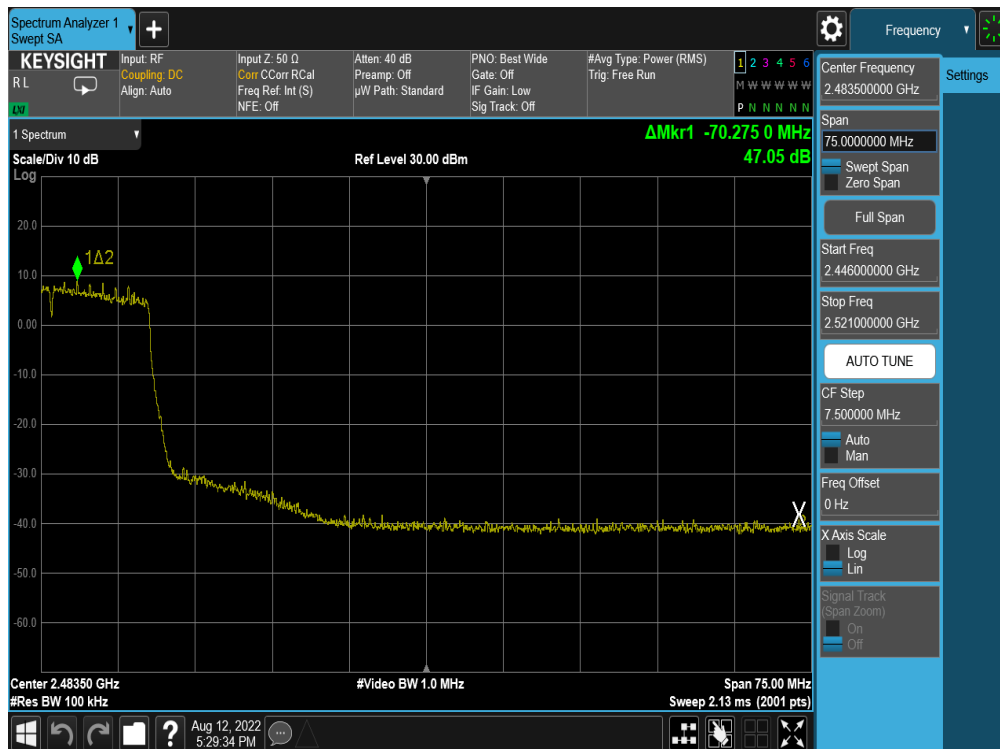 Spectrum Analyzer 1
Swept SA
Frequency
KEYSIGHT
R L
LXI
Input: RF
Coupling: DC
Align: Auto
Input Z: 50 Ω
Corr CCorr RCal
Freq Ref: Int (S)
NFE: Off
Atten: 40 dB
Preamp: Off
µW Path: Standard
PNO: Best Wide
Gate: Off
IF Gain: Low
Sig Track: Off
#Avg Type: Power (RMS)
Trig: Free Run
1 2 3 4 5 6
M W W W W W
P N N N N N
1 Spectrum
Scale/Div 10 dB
Log
Ref Level 30.00 dBm
ΔMkr1 -70.275 0 MHz
47.05 dB
1Δ2
20.0
10.0
0.00
-10.0
-20.0
-30.0
-40.0
-50.0
-60.0
X
Center 2.48350 GHz
#Res BW 100 kHz
#Video BW 1.0 MHz
Span 75.00 MHz
Sweep 2.13 ms (2001 pts)
Aug 12, 2022
5:29:34 PM
?
Center Frequency
2.483500000 GHz
Settings
Span
75.0000000 MHz
Swept Span
Zero Span
Full Span
Start Freq
2.446000000 GHz
Stop Freq
2.521000000 GHz
AUTO TUNE
CF Step
7.500000 MHz
Auto
Man
Freq Offset
0 Hz
X Axis Scale
Log
Lin
Signal Track
(Span Zoom)
On
Off